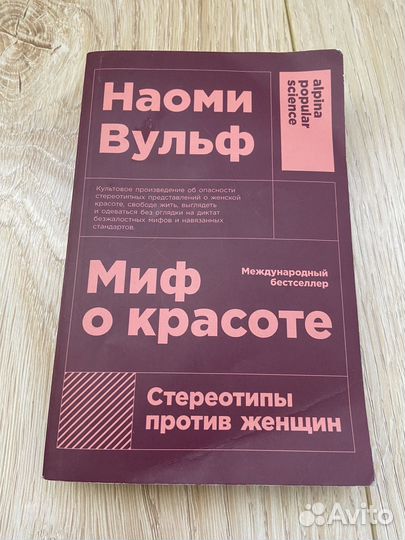 Наоми
Вульф
alpina
popular
science
Культовое произведение об опасности
стереотипных представлений о женской
красоте, свободе жить, выглядеть
и одеваться без оглядки на диктат
безжалостных мифов и навязанных
стандартов.
Международный
бестселлер
Миф
о красоте
Стереотипы
против женщин
Avito